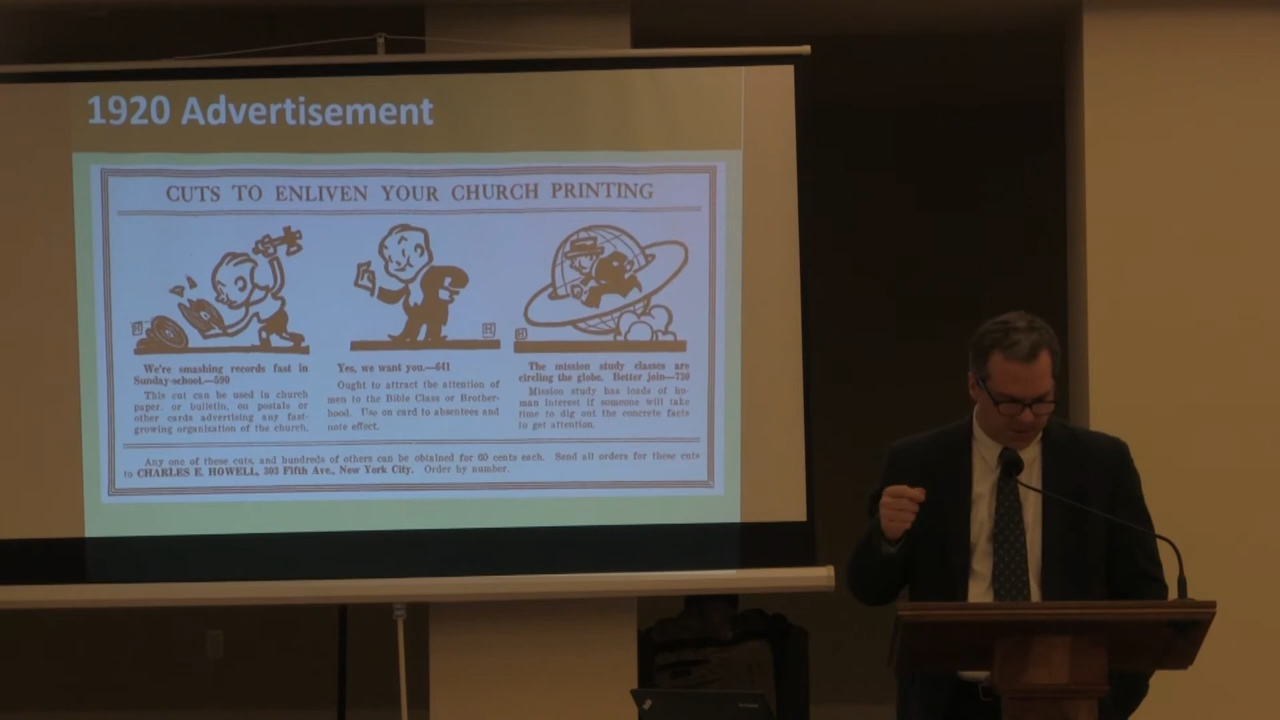 1920 Advertisement
CUTS TO ENLIVEN YOUR CHURCH PRINTING
We're smashing records fast in
Sunday-school.—599
This cut can be used in church
paper, or bulletin, on postals or
other cards advertising any fast-
growing organization of the church.
Yes, we want you.—641
Ought to attract the attention of
men to the Bible Class or Brother-
hood. Use on card to absentees and
note effect.
The mission study classes are
circling the globe. Better join—730
Mission study has loads of hu-
man interest if someone will take
time to dig out the concrete facts
to get attention.
Any one of these cuts, and hundreds of others can be obtained for 60 cents each. Send all orders for these cuts
to CHARLES E. HOWELL, 303 Fifth Ave., New York City. Order by number.
H
H
H